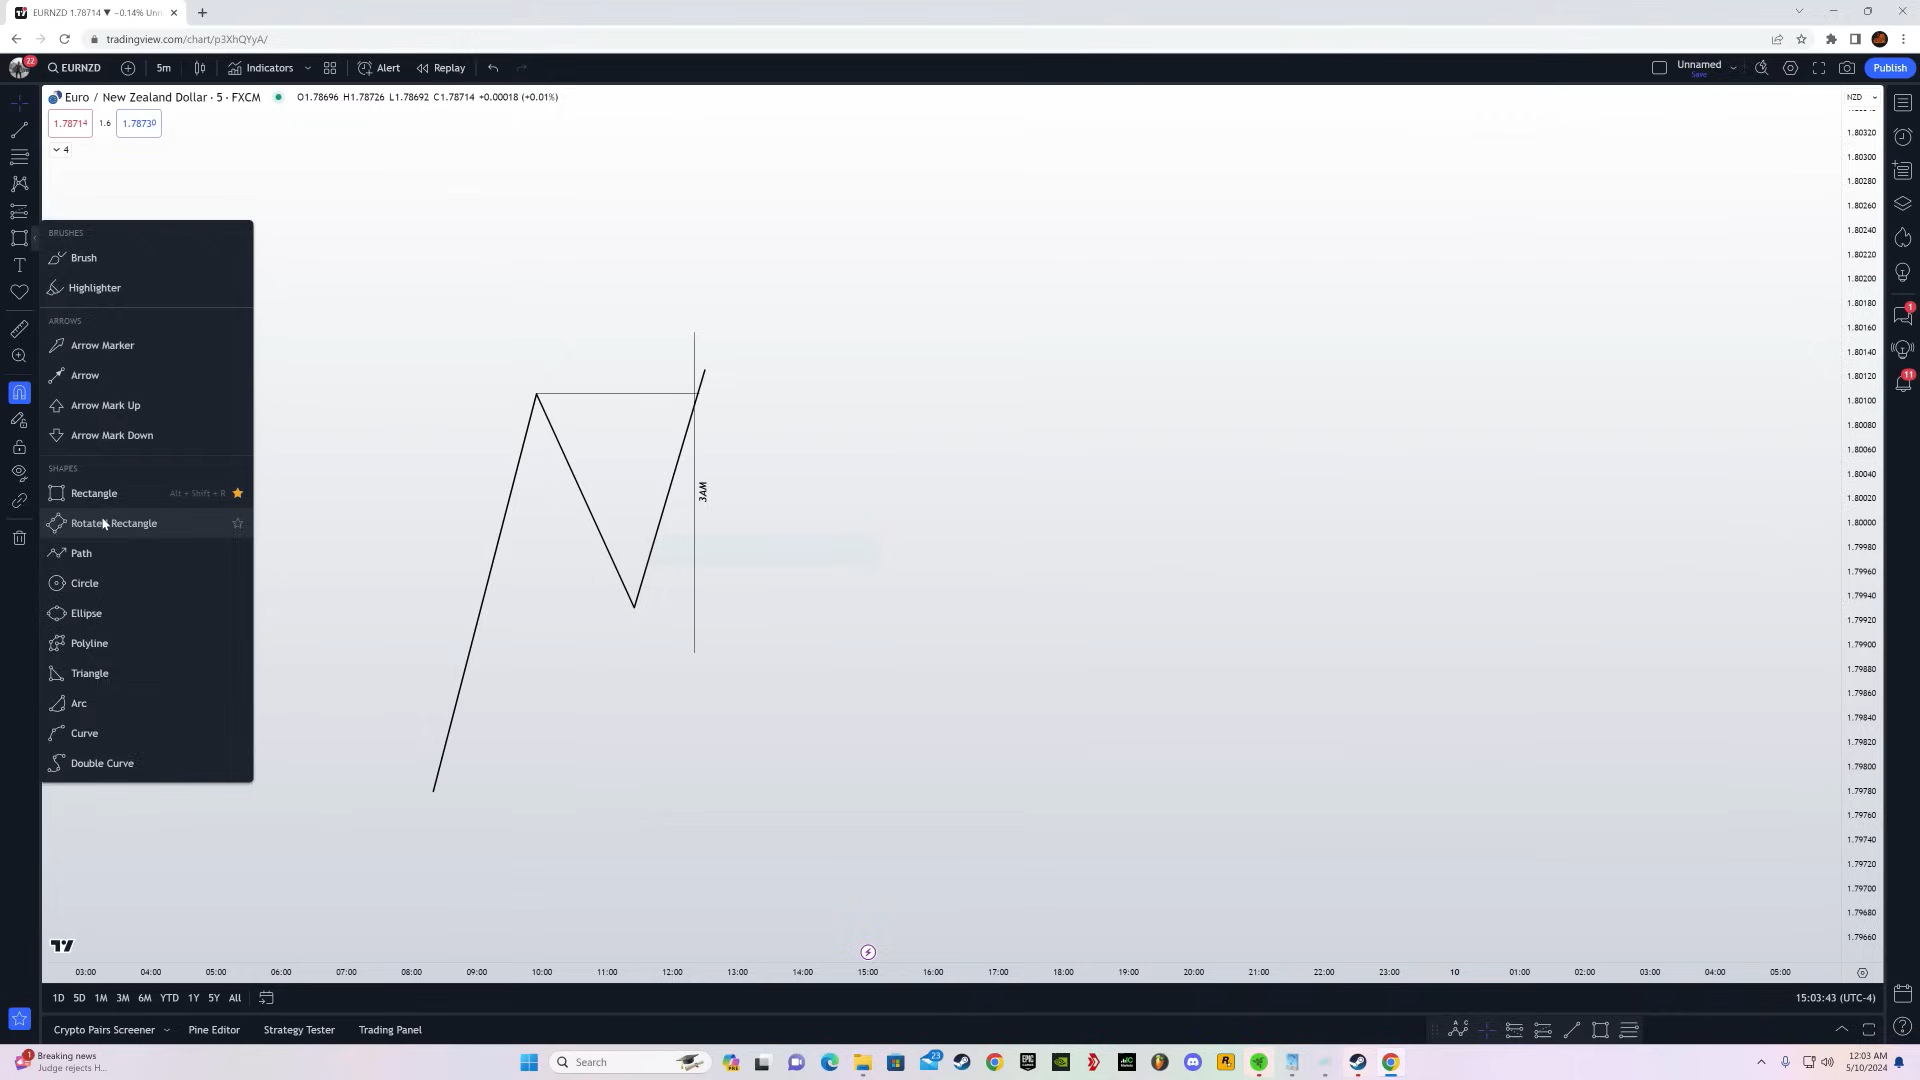 EURNZD 1.78714 ▼ −0.14% Unn
tradingview.com/chart/p3XhQYyA/
22
EURNZD
5m
Indicators
Alert
Replay
Unnamed
Save
Publish
Euro / New Zealand Dollar · 5 · FXCM
O1.78696 H1.78726 L1.78692 C1.78714 +0.00018 (+0.01%)
NZD
1.78714
1.6
1.78730
4
BRUSHES
Brush
Highlighter
ARROWS
Arrow Marker
Arrow
Arrow Mark Up
Arrow Mark Down
SHAPES
Rectangle Alt + Shift + R
Rotated Rectangle
Path
Circle
Ellipse
Polyline
Triangle
Arc
Curve
Double Curve
3AM
1.80320
1.80300
1.80280
1.80260
1.80240
1.80220
1.80200
1.80180
1.80160
1.80140
1.80120
1.80100
1.80080
1.80060
1.80040
1.80020
1.80000
1.79980
1.79960
1.79940
1.79920
1.79900
1.79880
1.79860
1.79840
1.79820
1.79800
1.79780
1.79760
1.79740
1.79720
1.79700
1.79680
1.79660
1
11
03:00 04:00 05:00 06:00 07:00 08:00 09:00 10:00 11:00 12:00 13:00 14:00 15:00 16:00 17:00 18:00 19:00 20:00 21:00 22:00 23:00 10 01:00 02:00 03:00 04:00 05:00
1D 5D 1M 3M 6M YTD 1Y 5Y All
15:03:43 (UTC-4)
Crypto Pairs Screener
Pine Editor
Strategy Tester
Trading Panel
1
Breaking news
Judge rejects H...
Search
PRE
23
12:03 AM
5/10/2024